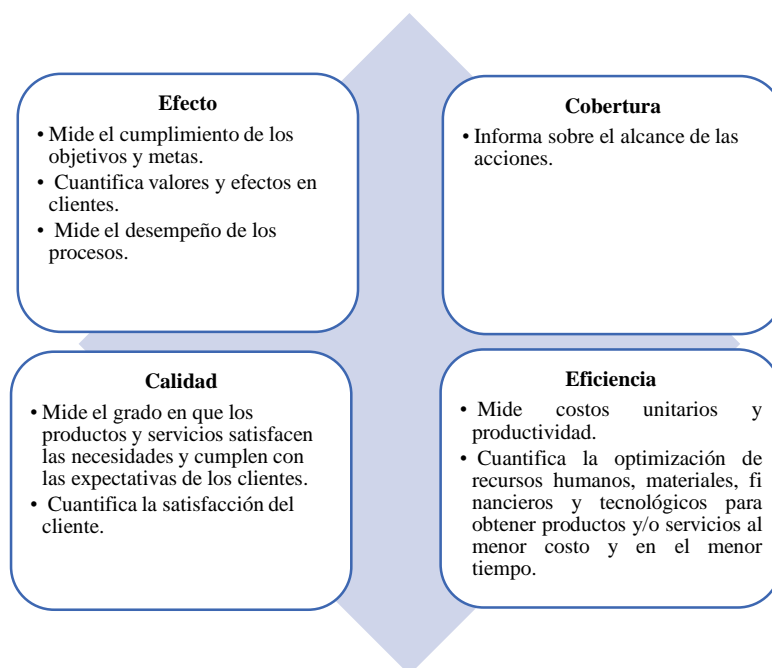 Efecto
• Mide el cumplimiento de los
objetivos y metas.
• Cuantifica valores y efectos en
clientes.
• Mide el desempeño de los
procesos.
Cobertura
• Informa sobre el alcance de las
acciones.
Calidad
• Mide el grado en que los
productos y servicios satisfacen
las necesidades y cumplen con
las expectativas de los clientes.
• Cuantifica la satisfacción del
cliente.
Eficiencia
• Mide costos unitarios y
productividad.
• Cuantifica la optimización de
recursos humanos, materiales, fi
nancieros y tecnológicos para
obtener productos y/o servicios al
menor costo y en el menor
tiempo.